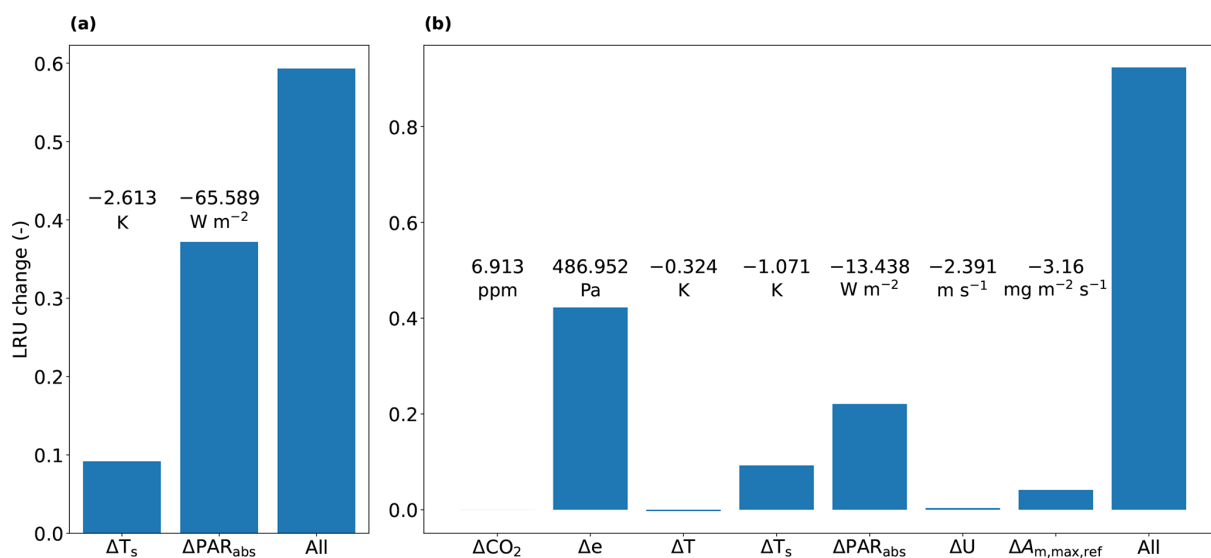 (a)
LRU change (-)
0.6
0.5
0.4
0.3
0.2
0.1
0.0
−2.613
K
−65.589
W m⁻²
ΔTₛ
ΔPAR_abs
All
(b)
0.8
0.6
0.4
0.2
0.0
6.913
ppm
486.952
Pa
−0.324
K
−1.071
K
−13.438
W m⁻²
−2.391
m s⁻¹
−3.16
mg m⁻² s⁻¹
ΔCO₂
Δe
ΔT
ΔTₛ
ΔPAR_abs
ΔU
ΔA_m,max,ref
All